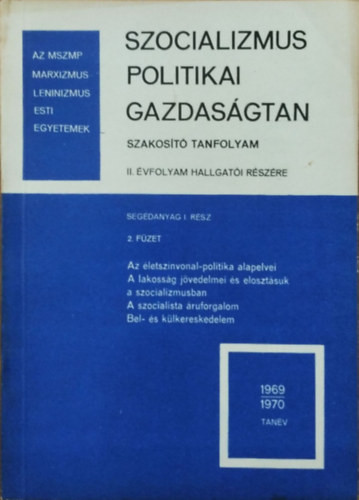 AZ MSZMP
MARXIZMUS
LENINIZMUS
ESTI
EGYETEMEK
SZOCIALIZMUS
POLITIKAI
GAZDASÁGTAN
SZAKOSÍTÓ TANFOLYAM
II. ÉVFOLYAM HALLGATÓI RÉSZÉRE
SEGÉDANYAG I. RÉSZ
2. FÜZET
Az életszínvonal-politika alapelvei
A lakosság jövedelmei és elosztásuk
a szocializmusban
A szocialista áruforgalom
Bel- és külkereskedelem
1969
1970
TANÉV